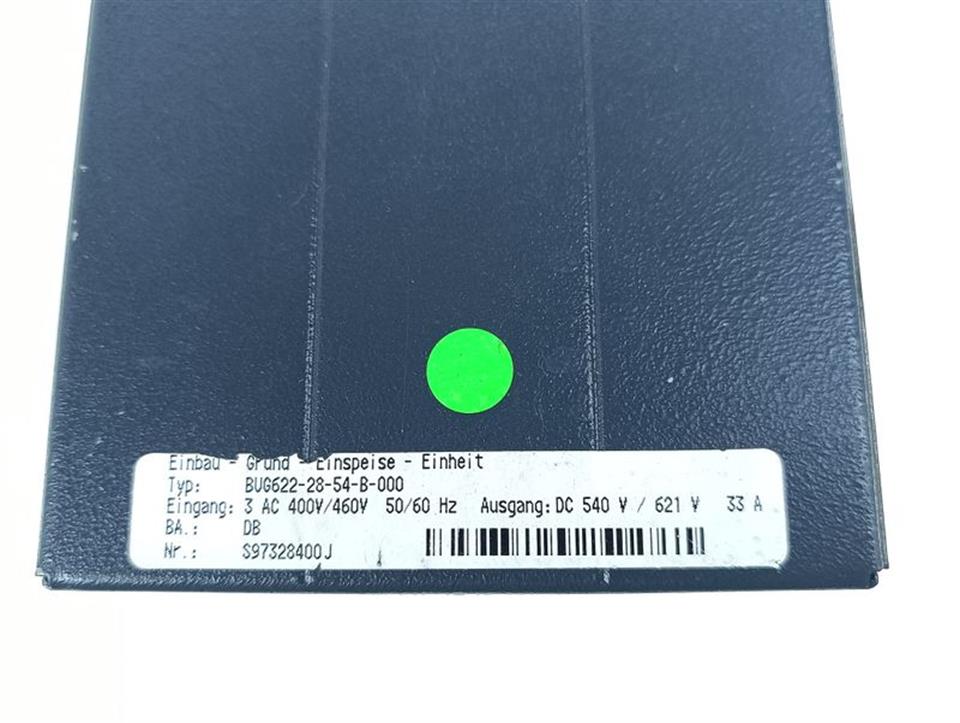 Einbau - Grund - Einspeise - Einheit
Typ: BUG622-28-54-B-000
Eingang: 3 AC 400V/460V 50/60 Hz Ausgang: DC 540 V / 621 V 33 A
BA.: DB
Nr.: S97328400J